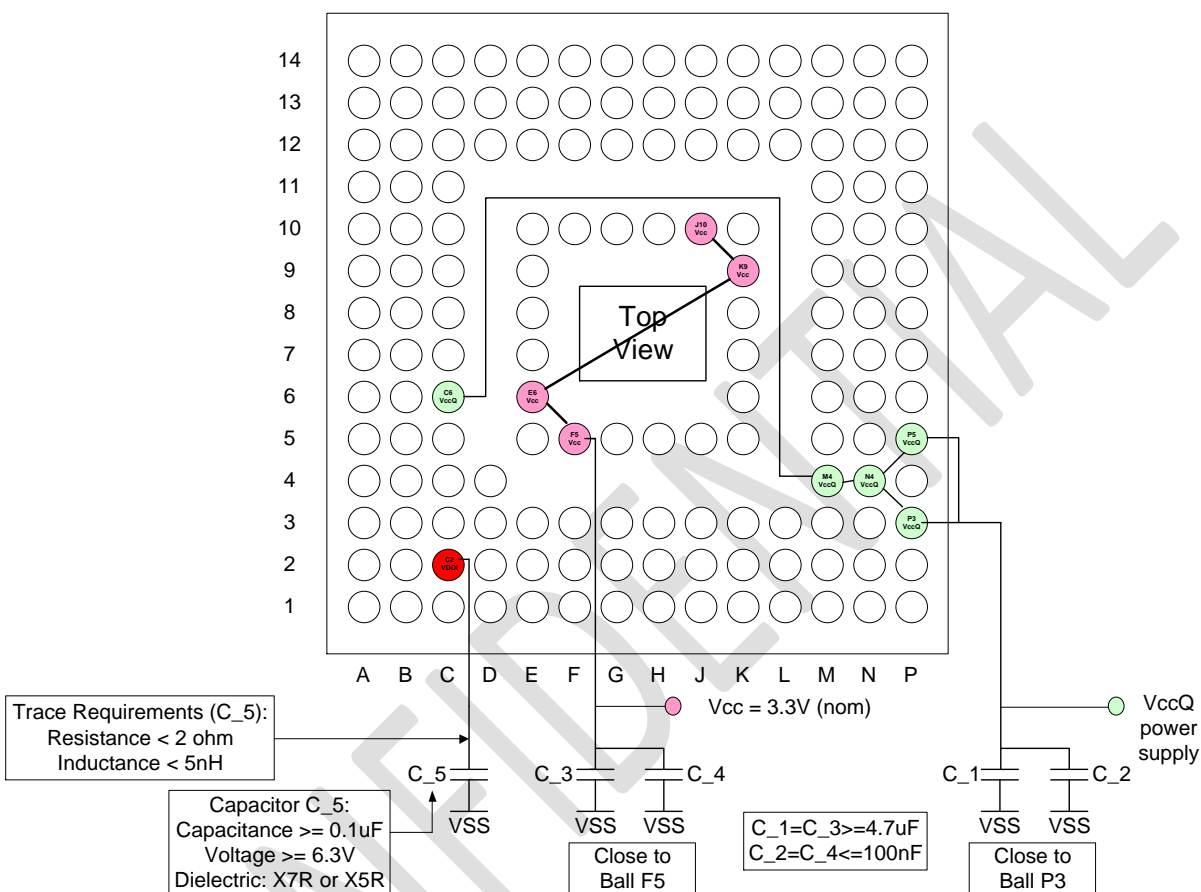 14
13
12
11
10
9
8
7
6
5
4
3
2
1
J10
Vcc
K9
Vcc
Top
View
C6
VccQ
E6
Vcc
F5
Vcc
P5
VccQ
M4
VccQ
N4
VccQ
P3
VccQ
C2
VDDi
A B C D E F G H J K L M N P
Trace Requirements (C_5):
Resistance < 2 ohm
Inductance < 5nH
Vcc = 3.3V (nom)
VccQ
power
supply
C_5
C_3
C_4
C_1
C_2
Capacitor C_5:
Capacitance >= 0.1uF
Voltage >= 6.3V
Dielectric: X7R or X5R
VSS
VSS
VSS
VSS
VSS
C_1=C_3>=4.7uF
C_2=C_4<=100nF
Close to
Ball F5
Close to
Ball P3
NFIDENTIAL